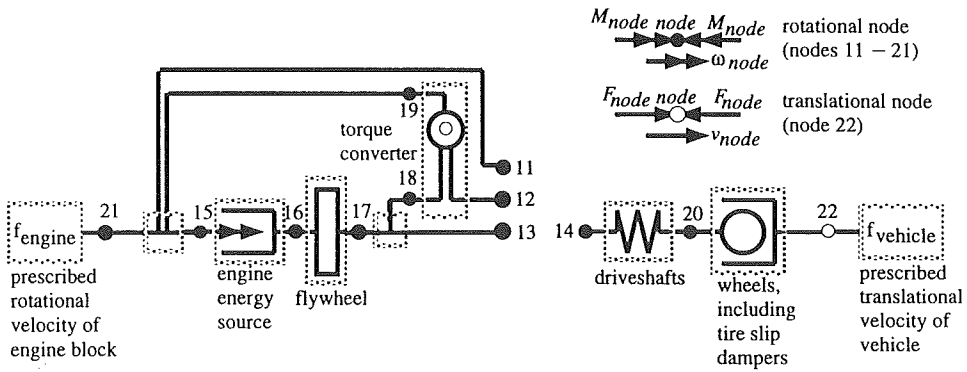 M_node node M_node
rotational node
(nodes 11 – 21)
ω_node
F_node node F_node
translational node
(node 22)
v_node
19
torque
converter
11
18
12
21
15
16
17
13
14
20
22
f_engine
f_vehicle
prescribed
rotational
velocity of
engine block
engine
energy
source
flywheel
driveshafts
wheels,
including
tire slip
dampers
prescribed
translational
velocity of
vehicle